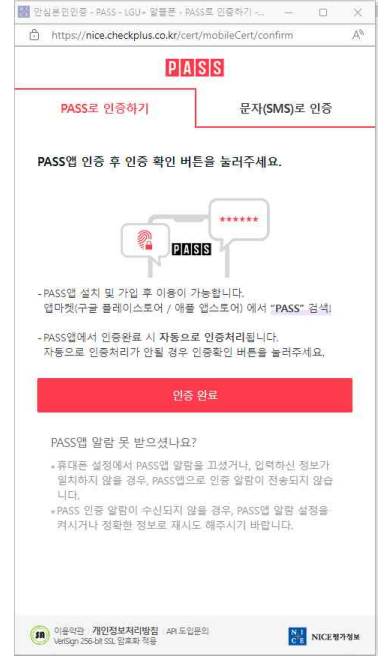 안심본인인증 - PASS - LGU+ 알뜰폰 - PASS로 인증하기 -...
https://nice.checkplus.co.kr/cert/mobileCert/confirm
PASS
PASS로 인증하기 문자(SMS)로 인증
PASS앱 인증 후 인증 확인 버튼을 눌러주세요.
******
PASS
- PASS앱 설치 및 가입 후 이용이 가능합니다.
앱마켓(구글 플레이스토어 / 애플 앱스토어) 에서 "PASS" 검색!
- PASS앱에서 인증완료 시 자동으로 인증처리됩니다.
자동으로 인증처리가 안될 경우 인증확인 버튼을 눌러주세요.
인증 완료
PASS앱 알람 못 받으셨나요?
휴대폰 설정에서 PASS앱 알람을 끄셨거나, 입력하신 정보가
일치하지 않을 경우, PASS앱으로 인증 알람이 전송되지 않습
니다.
PASS 인증 알람이 수신되지 않을 경우, PASS앱 알람 설정을
켜시거나 정확한 정보로 재시도 해주시기 바랍니다.
이용약관 개인정보처리방침 API 도입문의
VeriSign 256-bit SSL 암호화 적용
NICE NICE평가정보